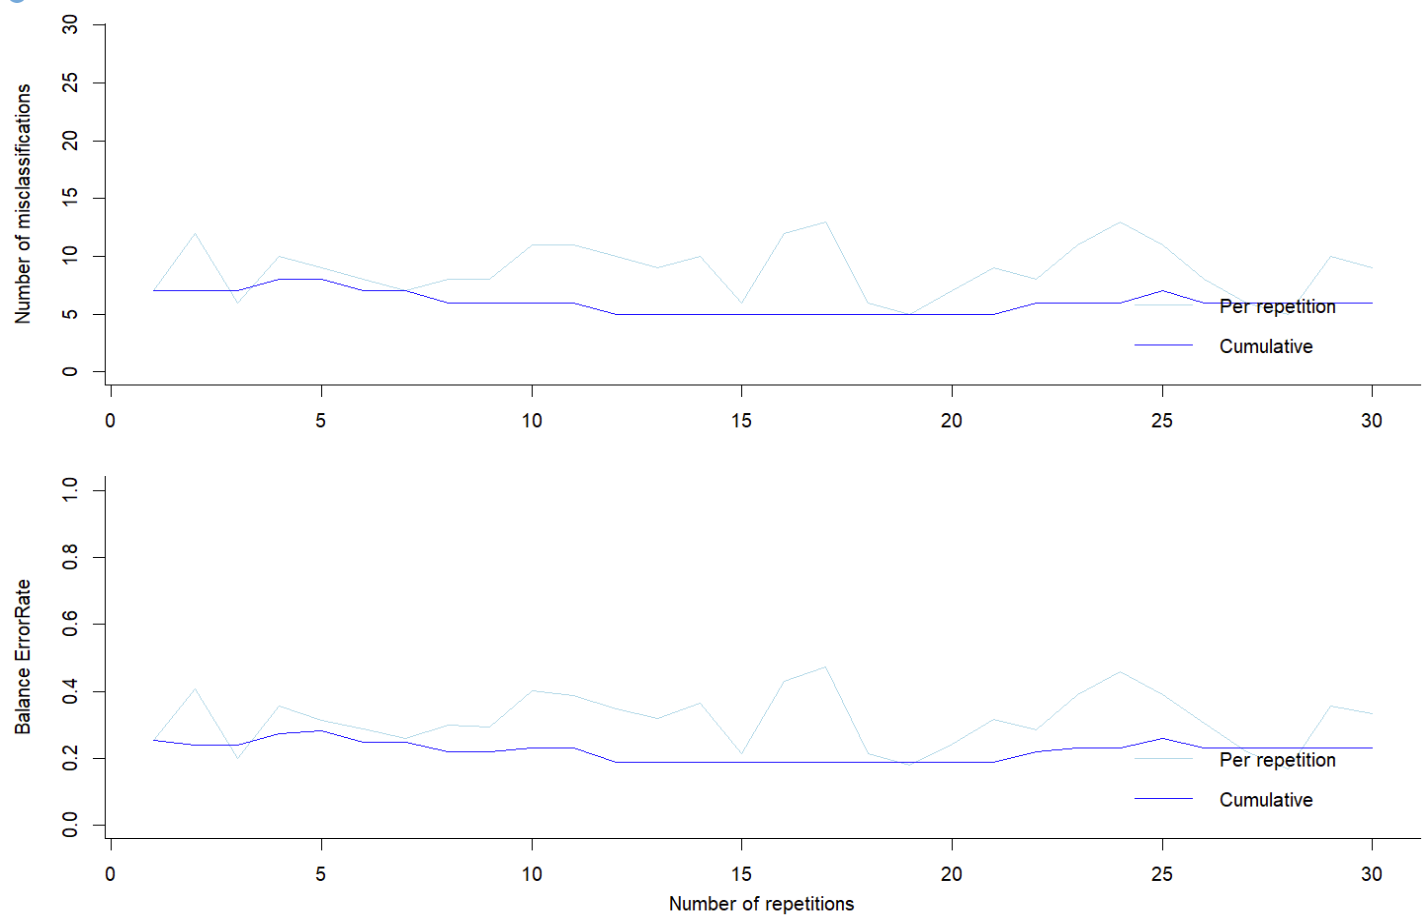 Number of misclassifications
30
25
20
15
10
5
0
0 5 10 15 20 25 30
Per repetition
Cumulative
Balance ErrorRate
1.0
0.8
0.6
0.4
0.2
0.0
0 5 10 15 20 25 30
Per repetition
Cumulative
Number of repetitions